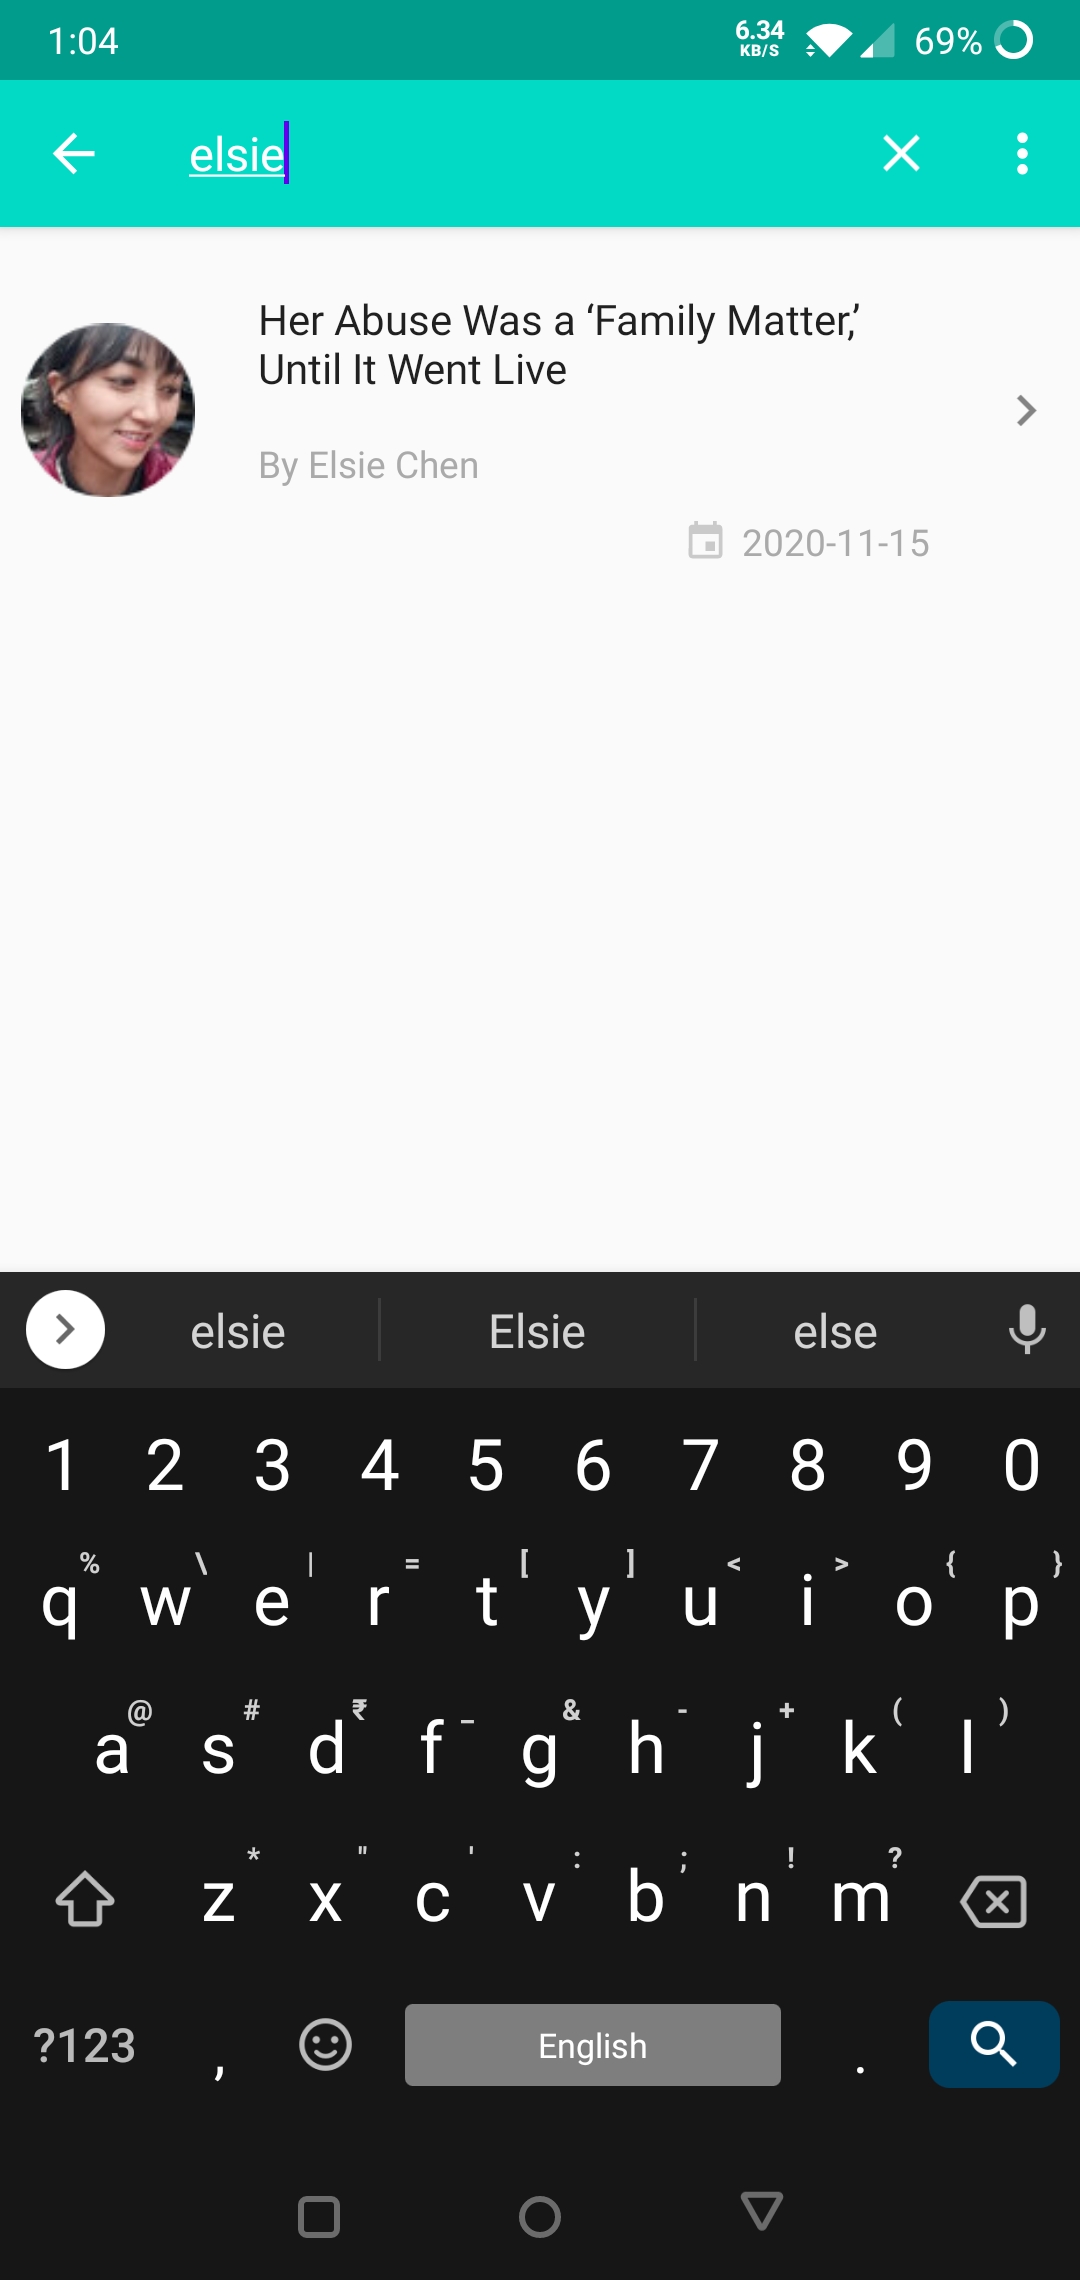 1:04
6.34
KB/S
69%
elsie
Her Abuse Was a ‘Family Matter,’
Until It Went Live
By Elsie Chen
2020-11-15
elsie Elsie else
1 2 3 4 5 6 7 8 9 0
% \ | = [ ] < > { }
q w e r t y u i o p
@ # ₹ _ & - + ( )
a s d f g h j k l
* " ' : ; ! ?
z x c v b n m
?123 , English .